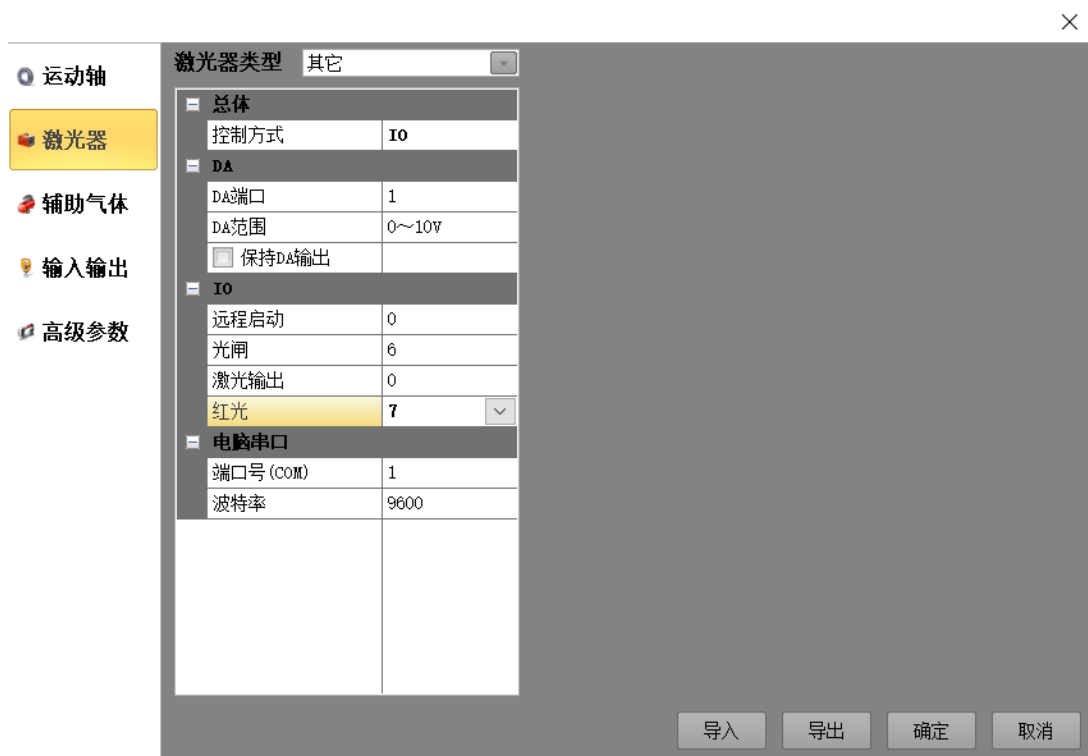 运动轴
激光器
辅助气体
输入输出
高级参数
激光器类型 其它
总体
控制方式 IO
DA
DA端口 1
DA范围 0~10V
保持DA输出
IO
远程启动 0
光闸 6
激光输出 0
红光 7
电脑串口
端口号(COM) 1
波特率 9600
导入 导出 确定 取消